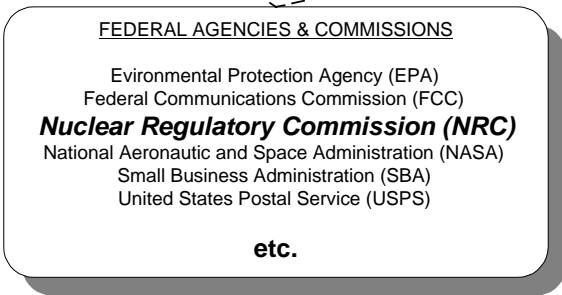 FEDERAL AGENCIES & COMMISSIONS
Evironmental Protection Agency (EPA)
Federal Communications Commission (FCC)
Nuclear Regulatory Commission (NRC)
National Aeronautic and Space Administration (NASA)
Small Business Administration (SBA)
United States Postal Service (USPS)
etc.